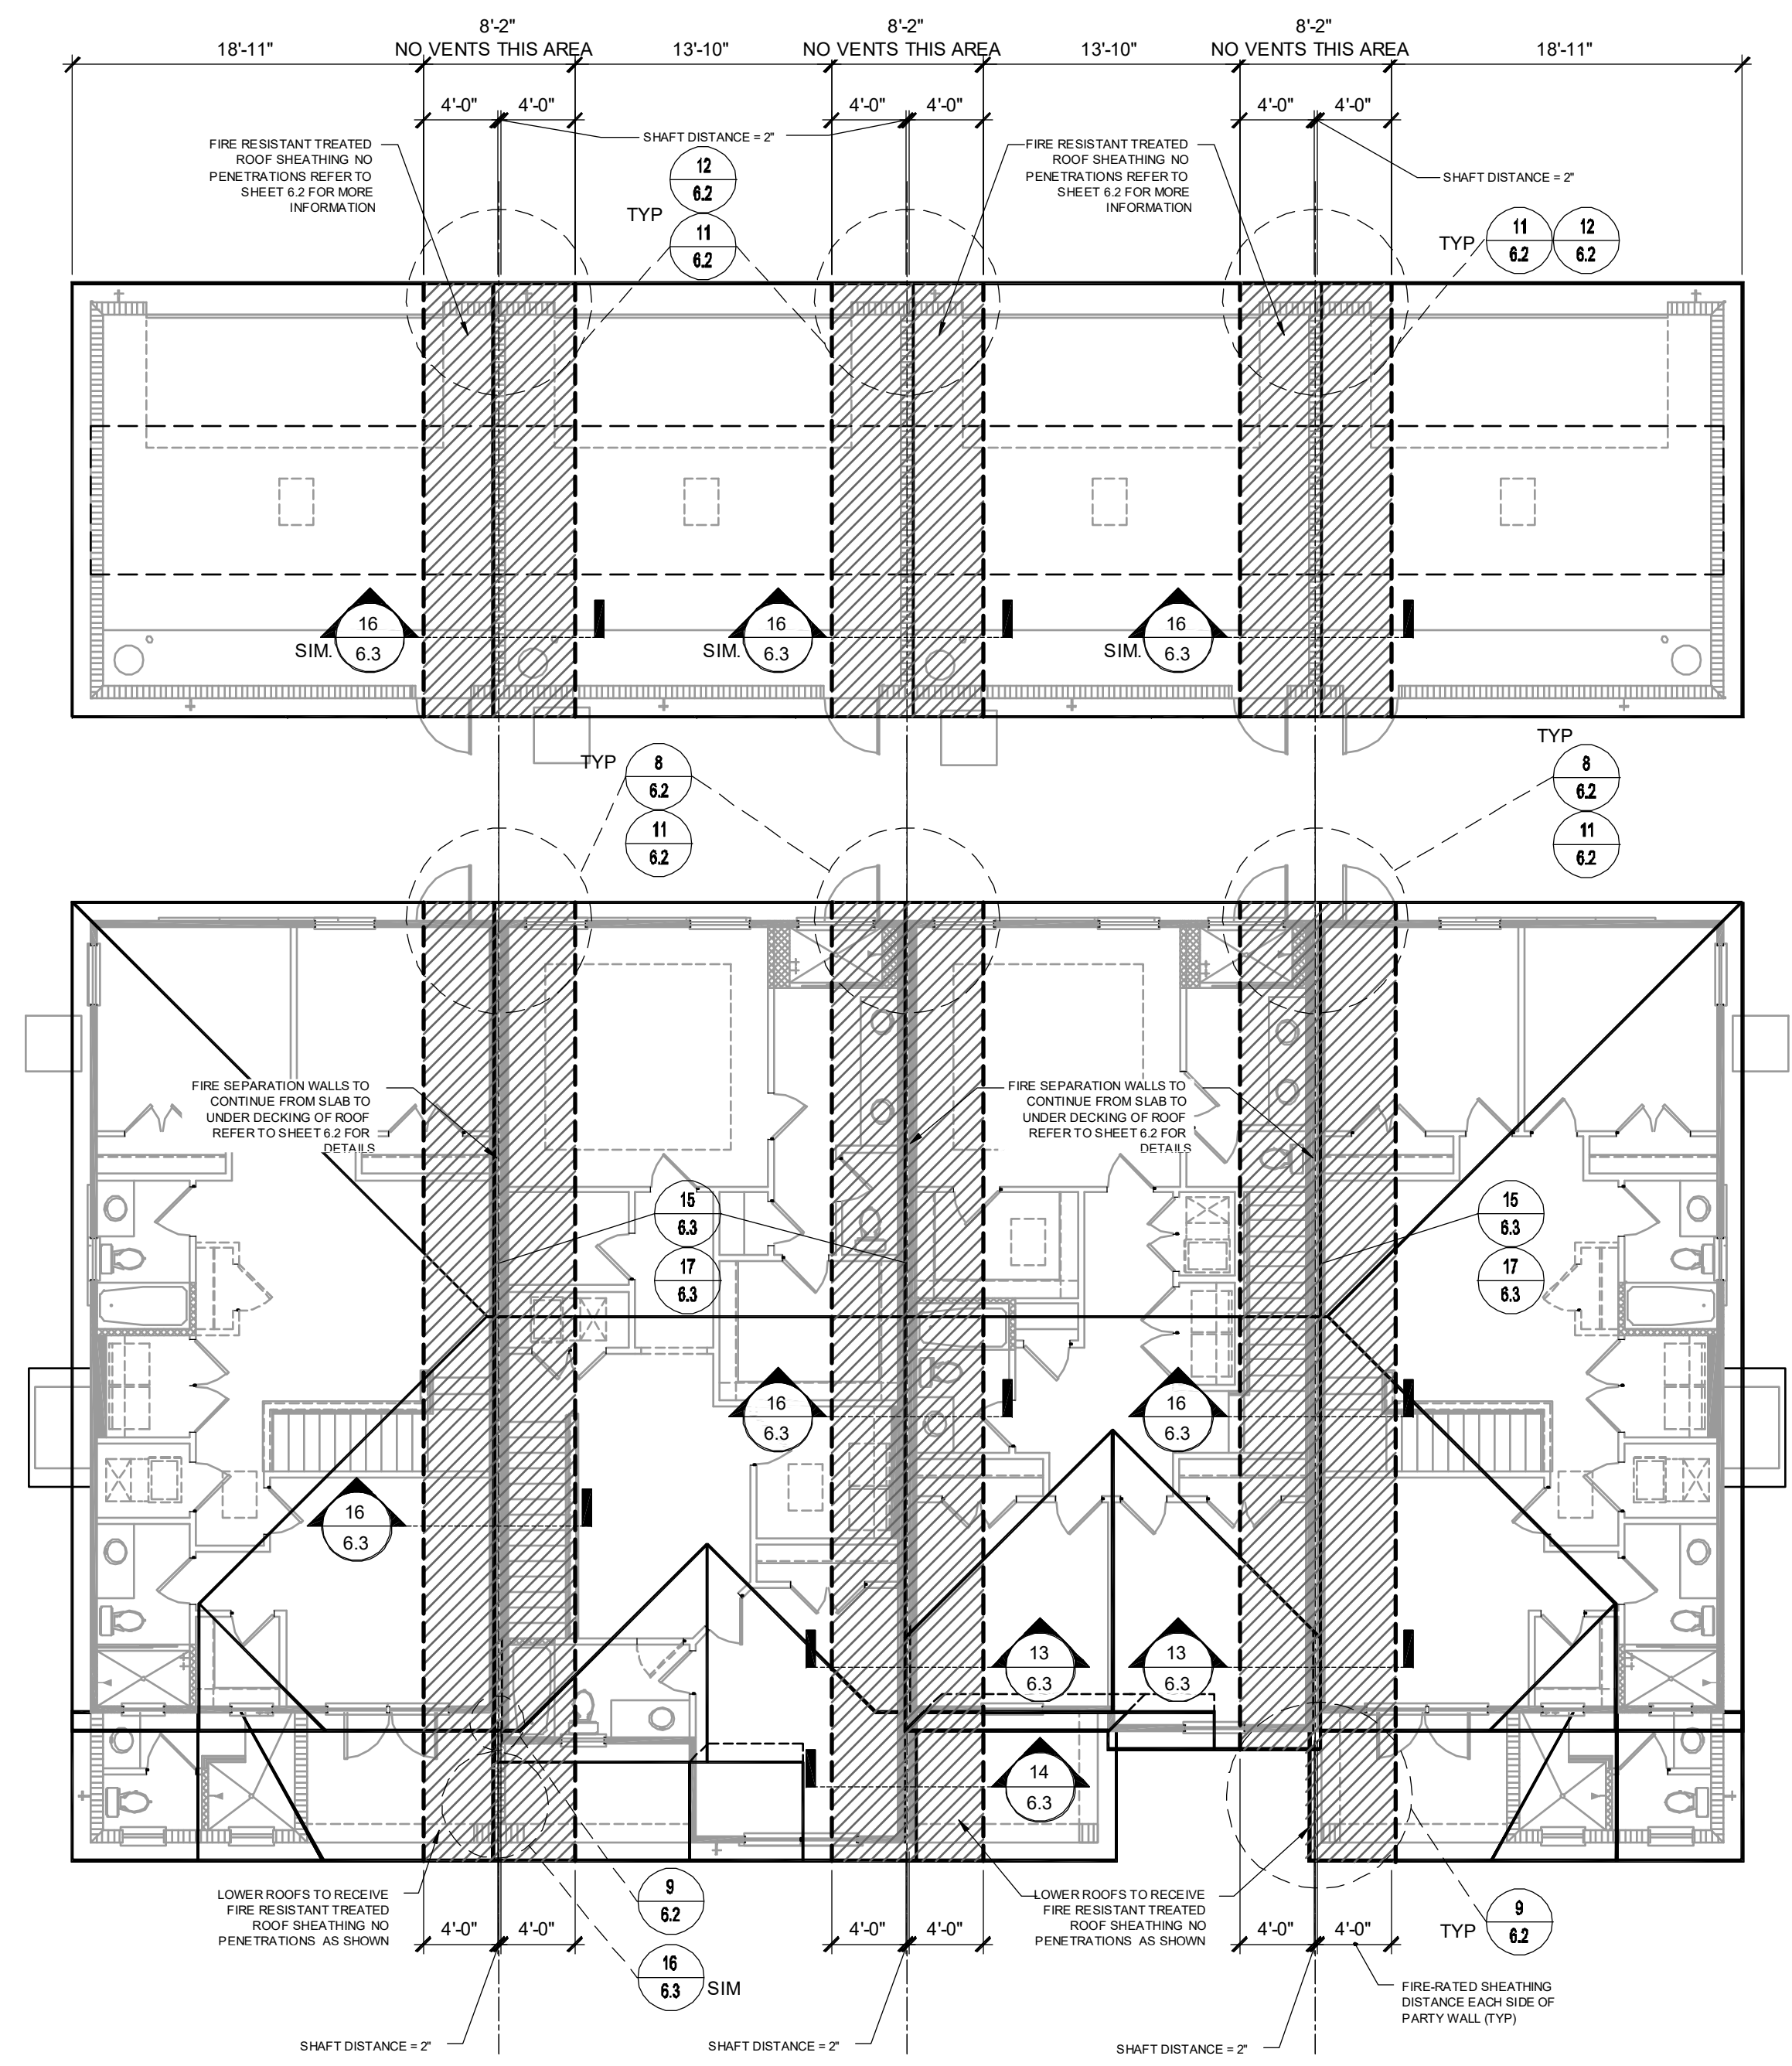 8'-2" 8'-2" 8'-2"
18'-11" NO VENTS THIS AREA 13'-10" NO VENTS THIS AREA 13'-10" NO VENTS THIS AREA 18'-11"
4'-0" 4'-0" 4'-0" 4'-0" 4'-0" 4'-0"
FIRE RESISTANT TREATED
ROOF SHEATHING NO
PENETRATIONS REFER TO
SHEET 6.2 FOR MORE
INFORMATION
SHAFT DISTANCE = 2"
12
6.2
TYP
11
6.2
FIRE RESISTANT TREATED
ROOF SHEATHING NO
PENETRATIONS REFER TO
SHEET 6.2 FOR MORE
INFORMATION
SHAFT DISTANCE = 2"
TYP
11
6.2
12
6.2
SIM.
16
6.3
SIM.
16
6.3
SIM.
16
6.3
TYP
8
6.2
11
6.2
TYP
8
6.2
11
6.2
FIRE SEPARATION WALLS TO
CONTINUE FROM SLAB TO
UNDER DECKING OF ROOF
REFER TO SHEET 6.2 FOR
DETAILS
FIRE SEPARATION WALLS TO
CONTINUE FROM SLAB TO
UNDER DECKING OF ROOF
REFER TO SHEET 6.2 FOR
DETAILS
15
6.3
17
6.3
15
6.3
17
6.3
16
6.3
16
6.3
16
6.3
13
6.3
13
6.3
14
6.3
LOWER ROOFS TO RECEIVE
FIRE RESISTANT TREATED
ROOF SHEATHING NO
PENETRATIONS AS SHOWN
4'-0" 4'-0"
9
6.2
16
6.3
SIM
4'-0" 4'-0"
LOWER ROOFS TO RECEIVE
FIRE RESISTANT TREATED
ROOF SHEATHING NO
PENETRATIONS AS SHOWN
4'-0" 4'-0"
TYP
9
6.2
FIRE-RATED SHEATHING
DISTANCE EACH SIDE OF
PARTY WALL (TYP)
SHAFT DISTANCE = 2"
SHAFT DISTANCE = 2"
SHAFT DISTANCE = 2"